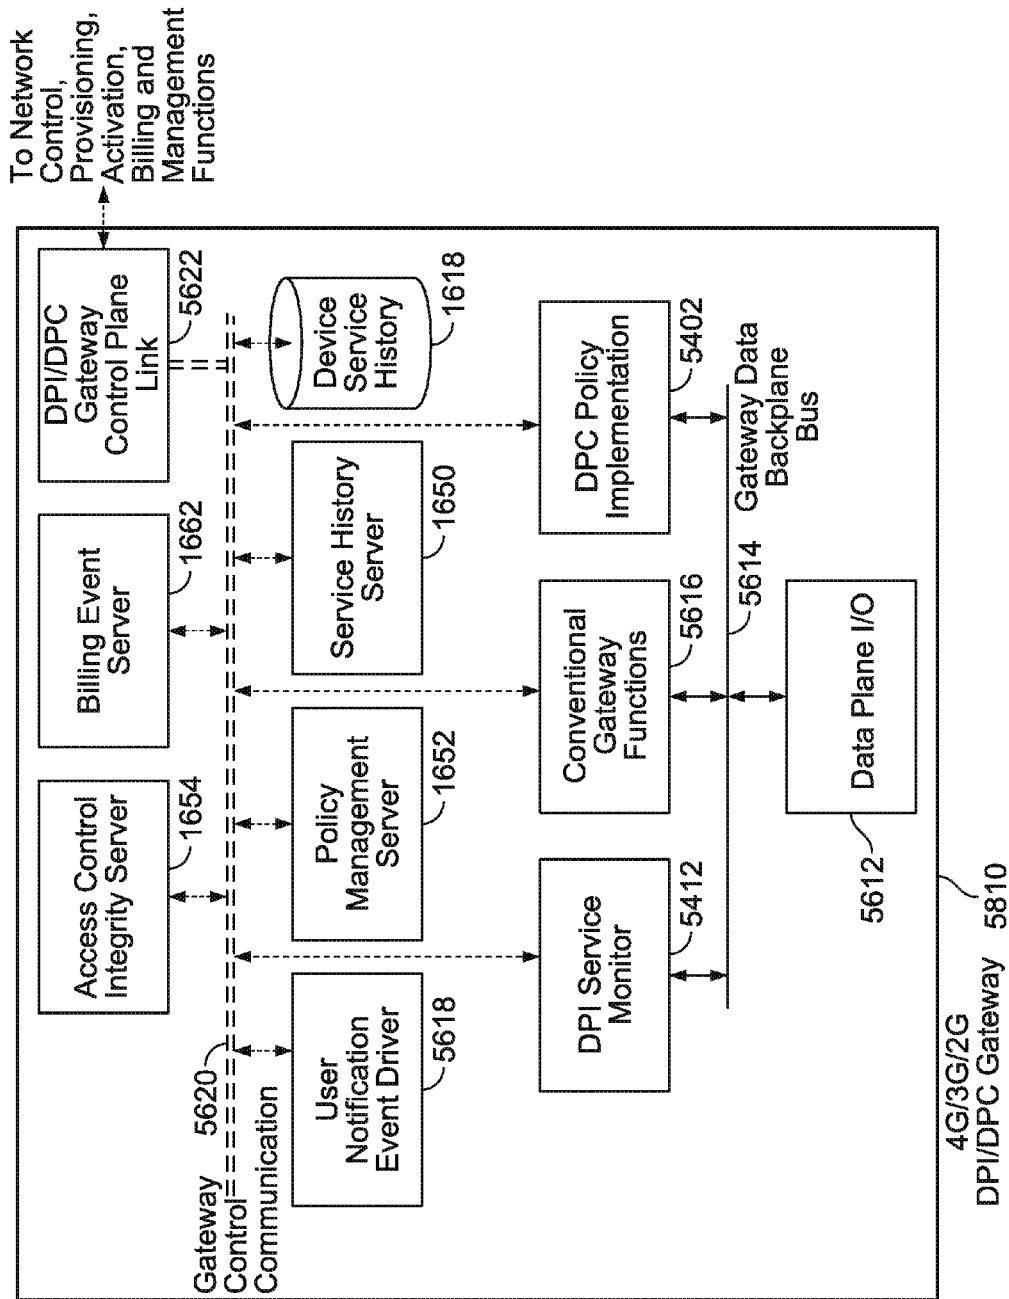 To Network
Control,
Provisioning,
Activation,
Billing and
Management
Functions
Access Control
Integrity Server
1654
Billing Event
Server
1662
DPI/DPC
Gateway
Control Plane
Link
5622
Gateway
Control
Communication
5620
User
Notification
Event Driver
5618
Policy
Management
Server
1652
Service History
Server
1650
Device
Service
History
1618
DPI Service
Monitor
5412
Conventional
Gateway
Functions
5616
DPC Policy
Implementation
5402
5614
Gateway Data
Backplane
Bus
Data Plane I/O
5612
4G/3G/2G
DPI/DPC Gateway
5810